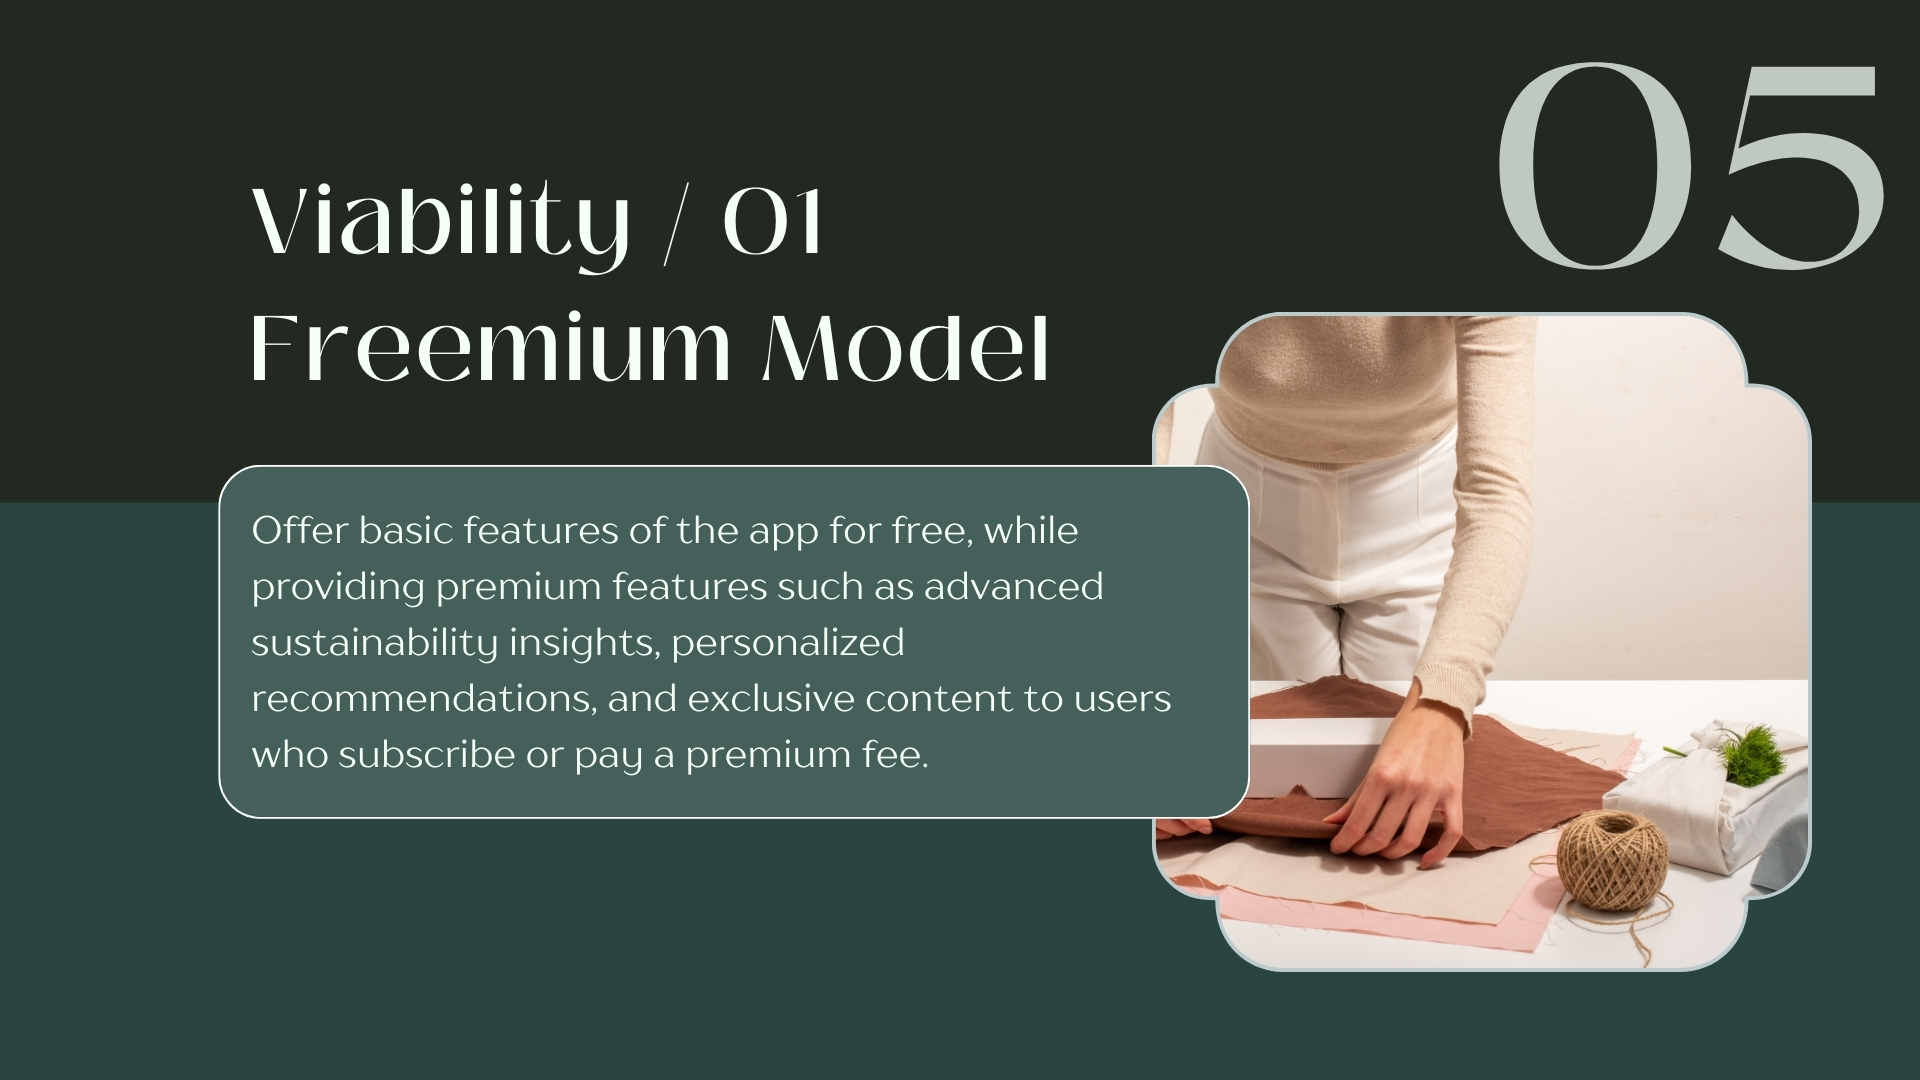 05
Viability / 01
Freemium Model
Offer basic features of the app for free, while
providing premium features such as advanced
sustainability insights, personalized
recommendations, and exclusive content to users
who subscribe or pay a premium fee.